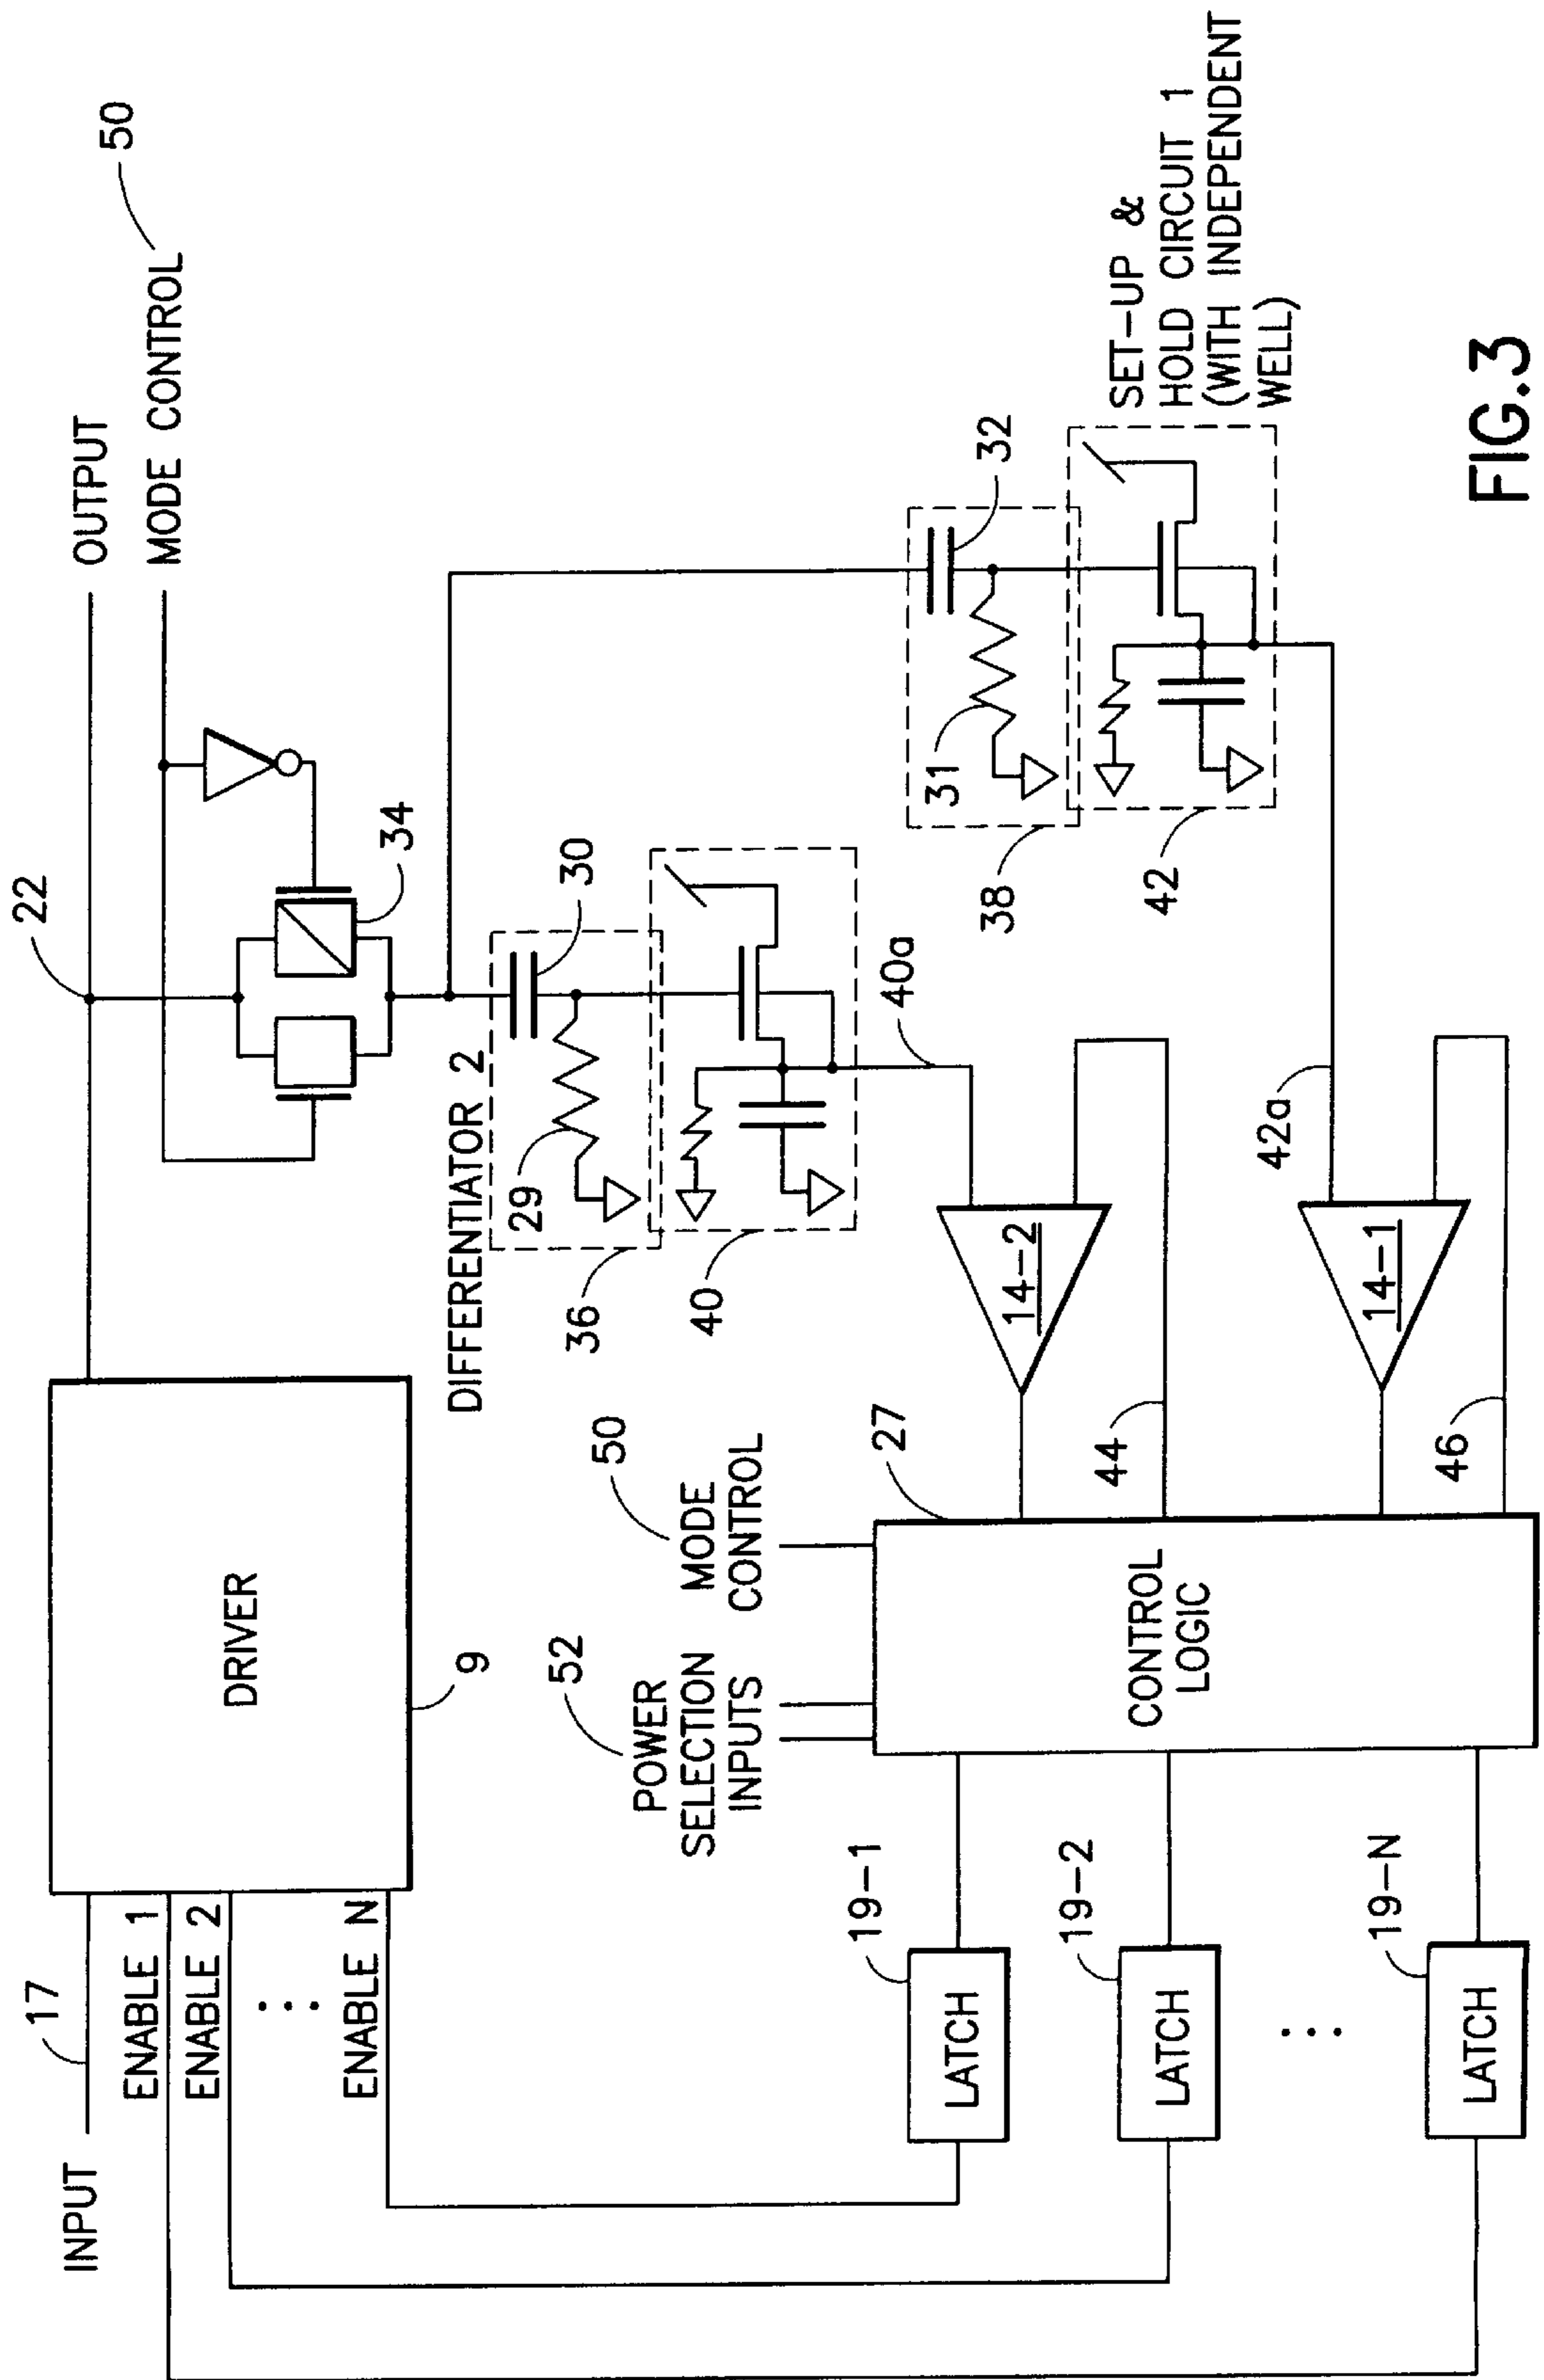 OUTPUT
MODE CONTROL
50
22
34
INPUT
17
ENABLE 1
ENABLE 2
...
ENABLE N
DRIVER
9
DIFFERENTIATOR 2
29
30
36
40
40a
31
32
38
42
42a
SET-UP &
HOLD CIRCUIT 1
(WITH INDEPENDENT
WELL)
52
POWER
SELECTION
INPUTS
50
MODE
CONTROL
27
14-2
44
14-1
46
CONTROL
LOGIC
19-1
LATCH
19-2
LATCH
...
19-N
LATCH
FIG.3